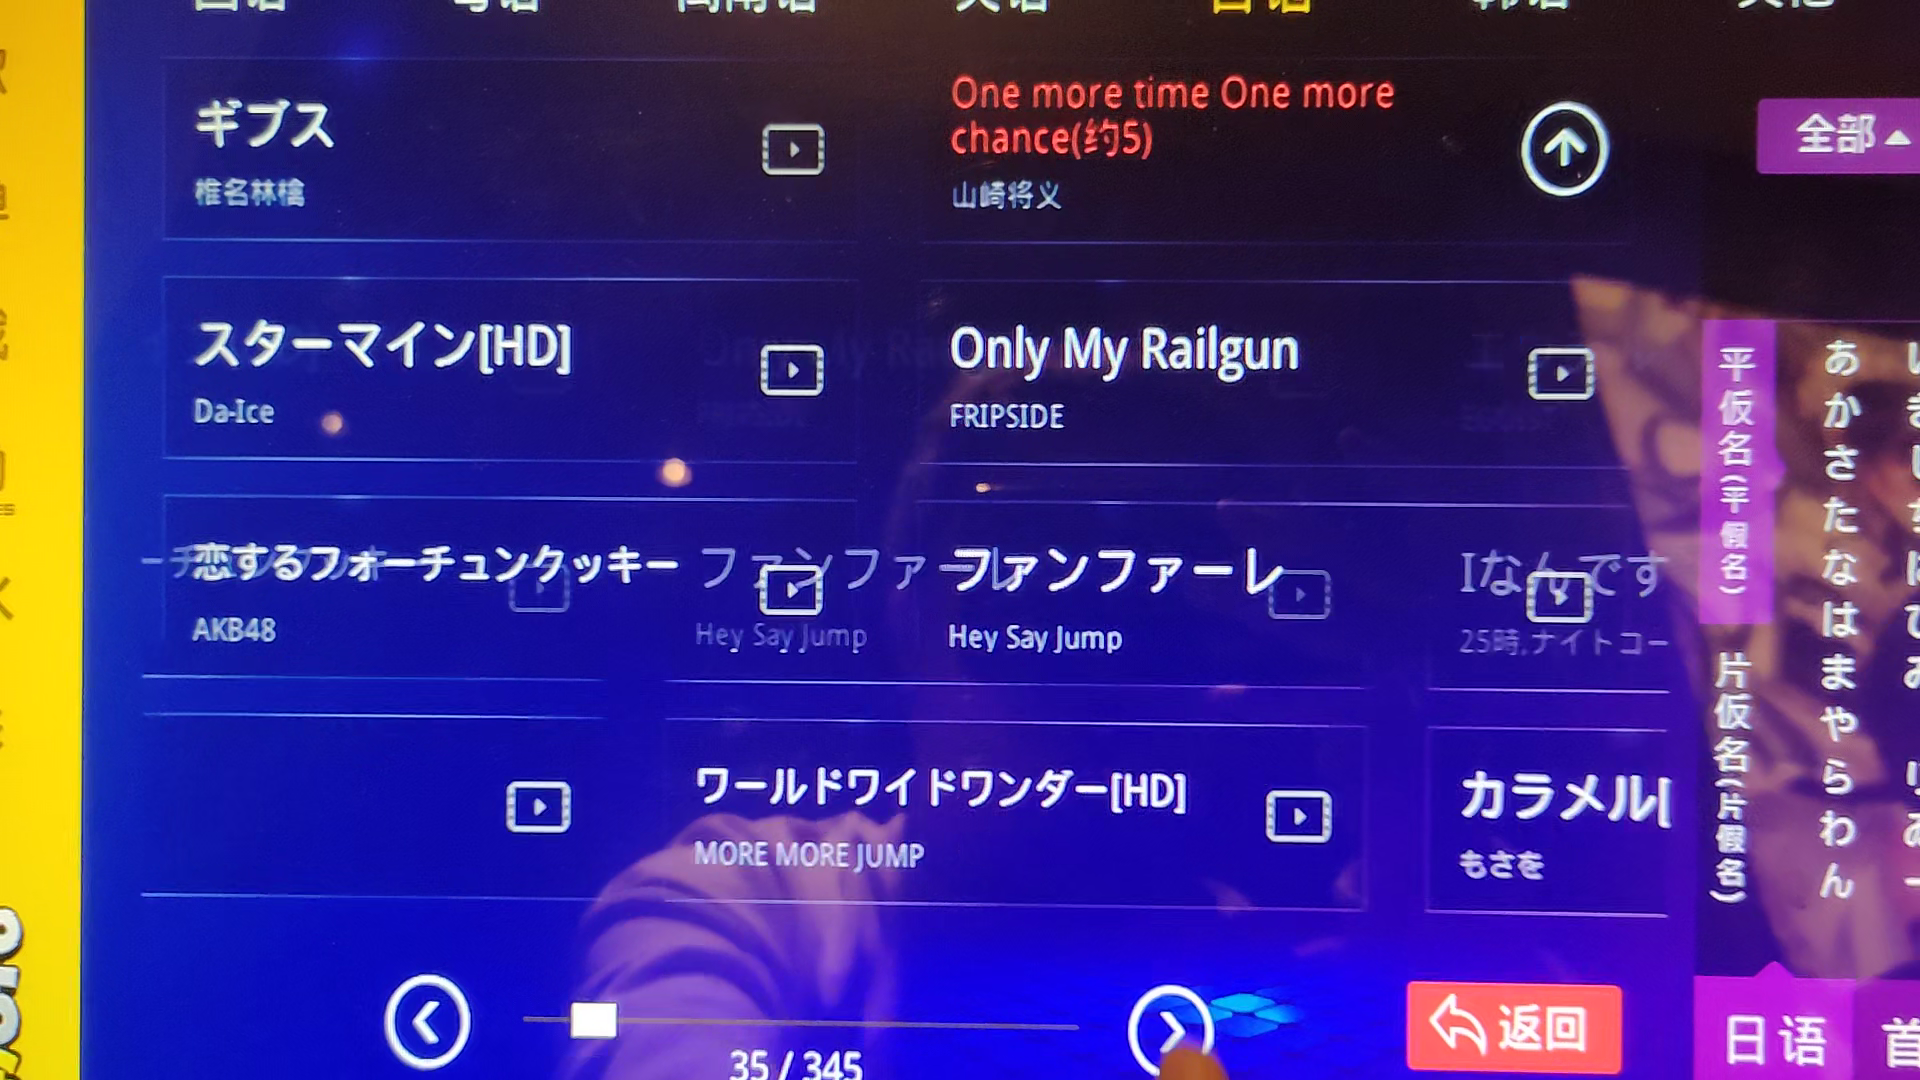 日语
ギブス
椎名林檎
One more time One more
chance(约5)
山崎将义
全部
スターマイン[HD]
Da-Ice
Only My Railgun
FRIPSIDE
恋するフォーチュンクッキー
AKB48
ファンファーレ
Hey Say Jump
ファンファーレ
Hey Say Jump
Iなんです
25時,ナイトコー
ワールドワイドワンダー[HD]
MORE MORE JUMP
カラメル[
もさを
平仮名(平假名)
片仮名(片假名)
あかさたなはまやらわん
35 / 345
返回
日语
首